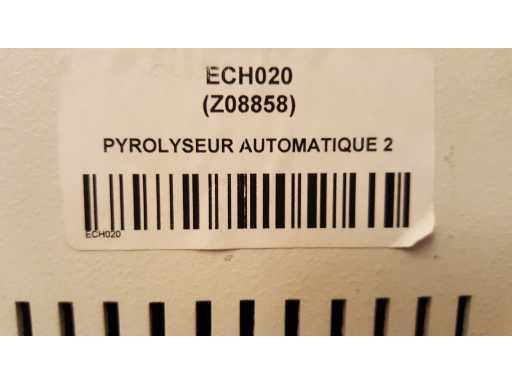 ECH020
(Z08858)
PYROLYSEUR AUTOMATIQUE 2
ECH020